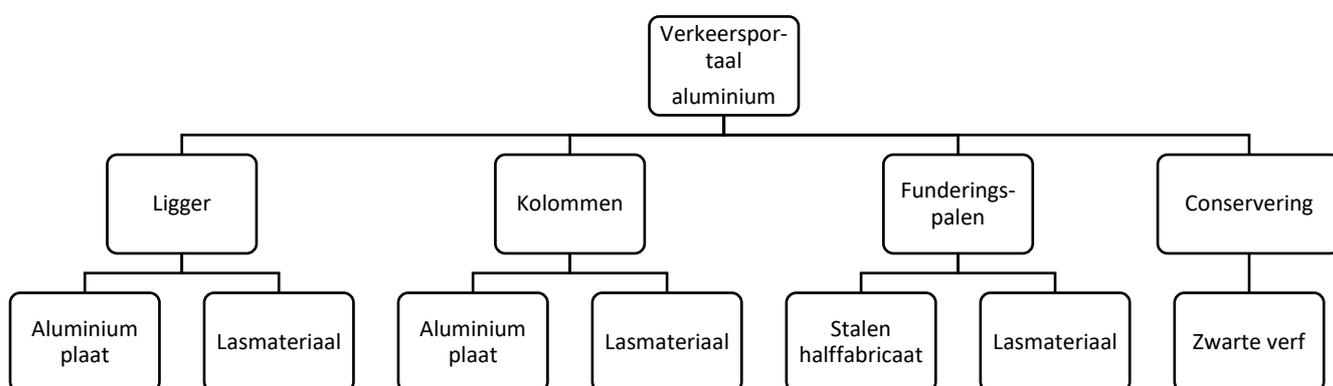 Verkeerspor-
taal
aluminium
Ligger
Kolommen
Funderings-
palen
Conservering
Aluminium
plaat
Lasmateriaal
Aluminium
plaat
Lasmateriaal
Stalen
halffabricaat
Lasmateriaal
Zwarte verf